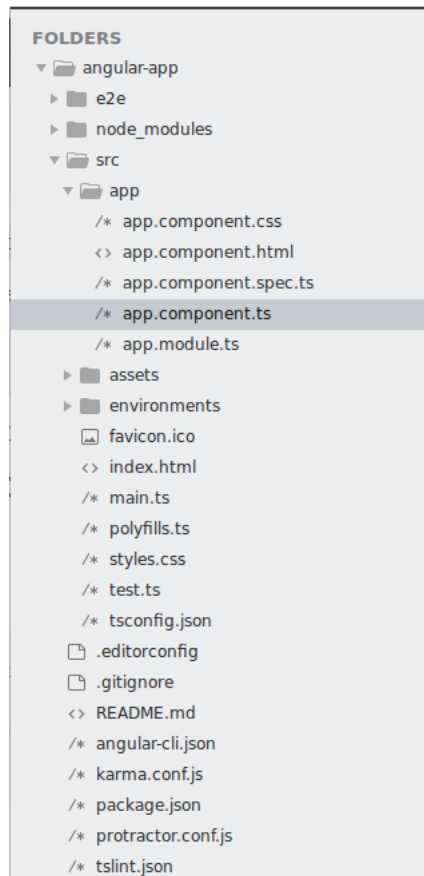 FOLDERS
angular-app
e2e
node_modules
src
app
/* app.component.css
<> app.component.html
/* app.component.spec.ts
/* app.component.ts
/* app.module.ts
assets
environments
favicon.ico
<> index.html
/* main.ts
/* polyfills.ts
/* styles.css
/* test.ts
/* tsconfig.json
.editorconfig
.gitignore
<> README.md
/* angular-cli.json
/* karma.conf.js
/* package.json
/* protractor.conf.js
/* tslint.json